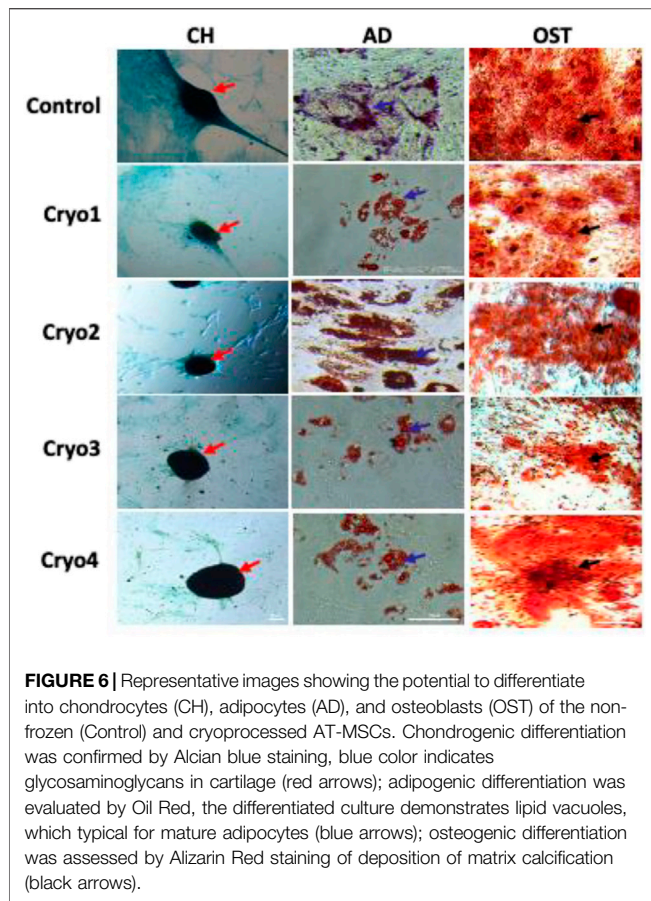 CH AD OST
Control
Cryo1
Cryo2
Cryo3
Cryo4
FIGURE 6 | Representative images showing the potential to differentiate
into chondrocytes (CH), adipocytes (AD), and osteoblasts (OST) of the non-
frozen (Control) and cryoprocessed AT-MSCs. Chondrogenic differentiation
was confirmed by Alcian blue staining, blue color indicates
glycosaminoglycans in cartilage (red arrows); adipogenic differentiation was
evaluated by Oil Red, the differentiated culture demonstrates lipid vacuoles,
which typical for mature adipocytes (blue arrows); osteogenic differentiation
was assessed by Alizarin Red staining of deposition of matrix calcification
(black arrows).